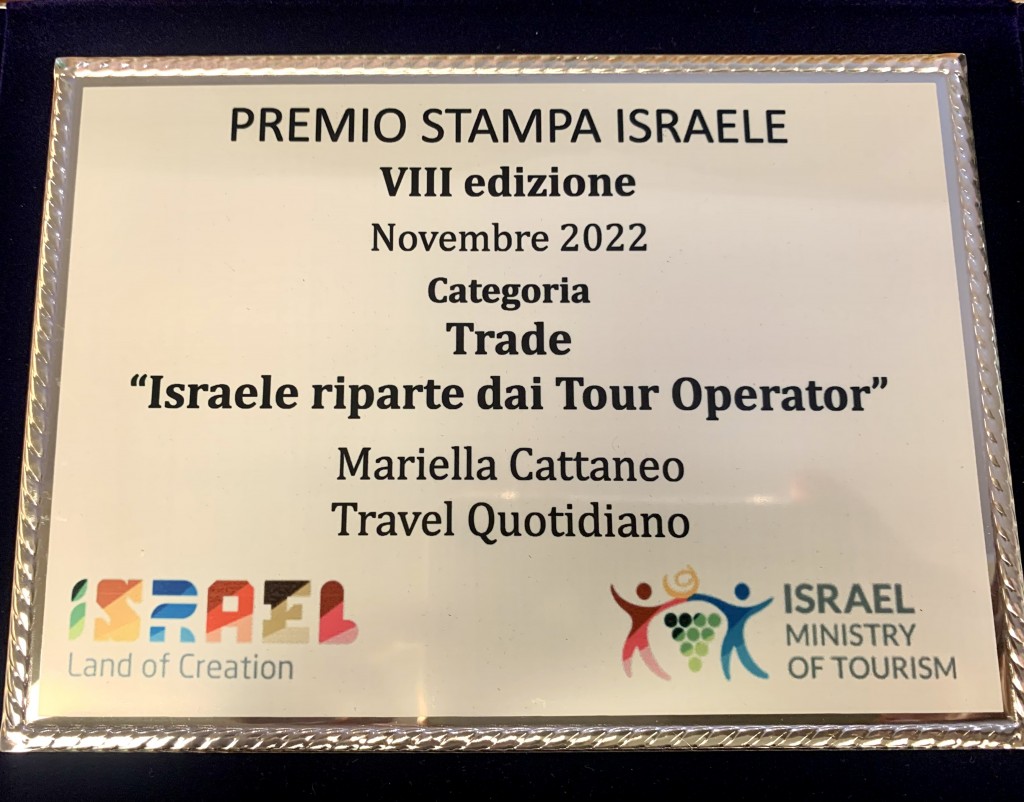 PREMIO STAMPA ISRAELE
VIII edizione
Novembre 2022
Categoria
Trade
“Israele riparte dai Tour Operator”
Mariella Cattaneo
Travel Quotidiano
ISRAEL
Land of Creation
ISRAEL
MINISTRY
OF TOURISM